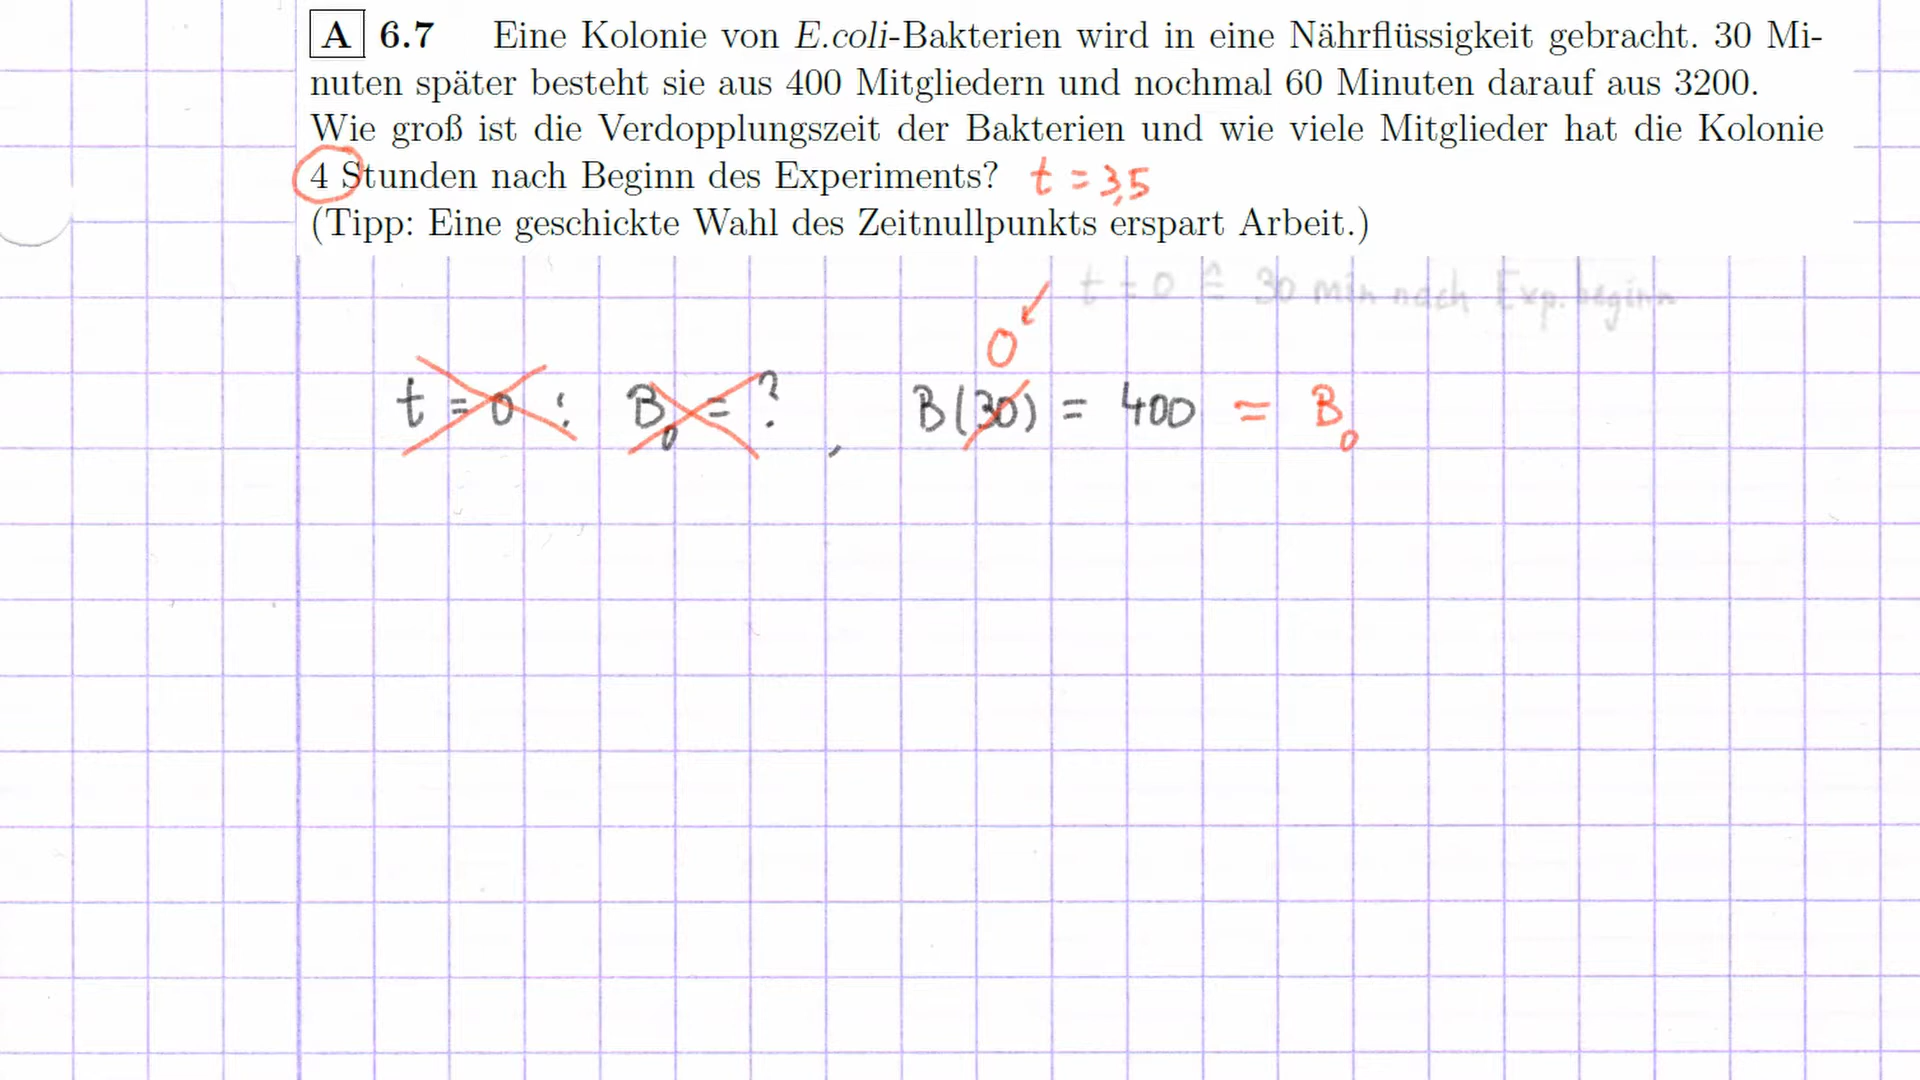 A 6.7 Eine Kolonie von E.coli-Bakterien wird in eine Nährflüssigkeit gebracht. 30 Mi-
nuten später besteht sie aus 400 Mitgliedern und nochmal 60 Minuten darauf aus 3200.
Wie groß ist die Verdopplungszeit der Bakterien und wie viele Mitglieder hat die Kolonie
4 Stunden nach Beginn des Experiments? t = 3,5
(Tipp: Eine geschickte Wahl des Zeitnullpunkts erspart Arbeit.)
t = 0 ≙ 30 min nach Exp.beginn
0
t = 0 : B₀ = ? , B(30) = 400 = B₀